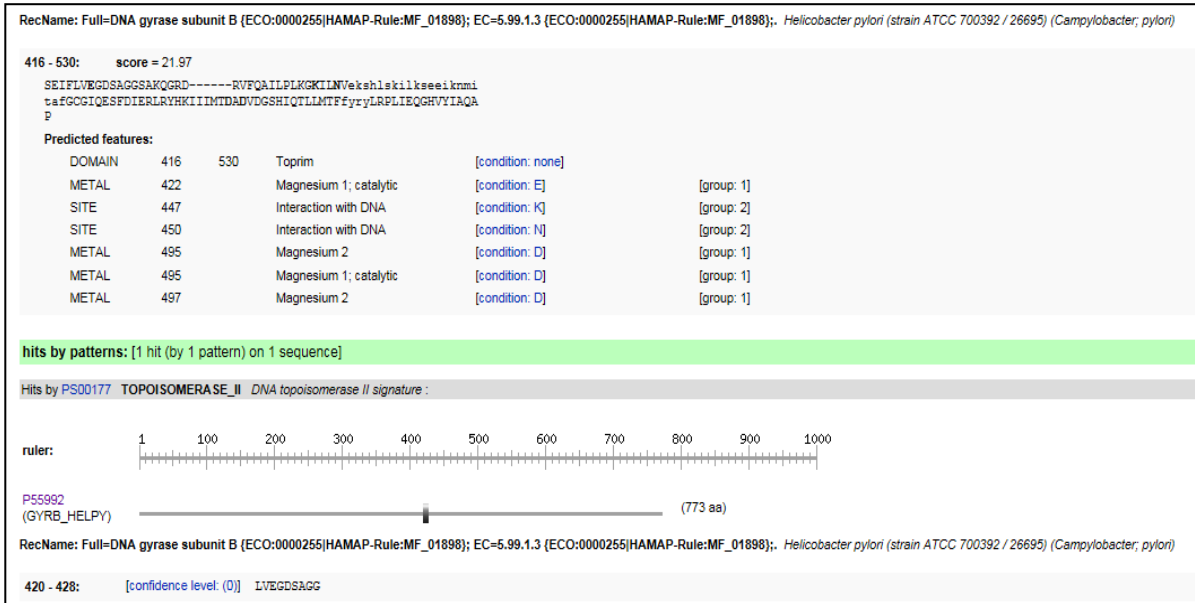 RecName: Full=DNA gyrase subunit B {ECO:0000255|HAMAP-Rule:MF_01898}; EC=5.99.1.3 {ECO:0000255|HAMAP-Rule:MF_01898};. Helicobacter pylori (strain ATCC 700392 / 26695) (Campylobacter; pylori)
416 - 530: score = 21.97
SEIFLVEGDSAGGSAKQGRD------RVFQAILPLKGKILNVekshlskilkseeiknmi
tafGCGIQESFDIERLRYHKIIIMTDADVDGSHIQTLLMTFfyryLRPLIEQGHVYIAQA
P
Predicted features:
DOMAIN 416 530 Toprim [condition: none]
METAL 422 Magnesium 1; catalytic [condition: E] [group: 1]
SITE 447 Interaction with DNA [condition: K] [group: 2]
SITE 450 Interaction with DNA [condition: N] [group: 2]
METAL 495 Magnesium 2 [condition: D] [group: 1]
METAL 495 Magnesium 1; catalytic [condition: D] [group: 1]
METAL 497 Magnesium 2 [condition: D] [group: 1]
hits by patterns: [1 hit (by 1 pattern) on 1 sequence]
Hits by PS00177 TOPOISOMERASE_II DNA topoisomerase II signature :
1 100 200 300 400 500 600 700 800 900 1000
ruler:
P55992
(GYRB_HELPY) (773 aa)
RecName: Full=DNA gyrase subunit B {ECO:0000255|HAMAP-Rule:MF_01898}; EC=5.99.1.3 {ECO:0000255|HAMAP-Rule:MF_01898};. Helicobacter pylori (strain ATCC 700392 / 26695) (Campylobacter; pylori)
420 - 428: [confidence level: (0)] LVEGDSAGG